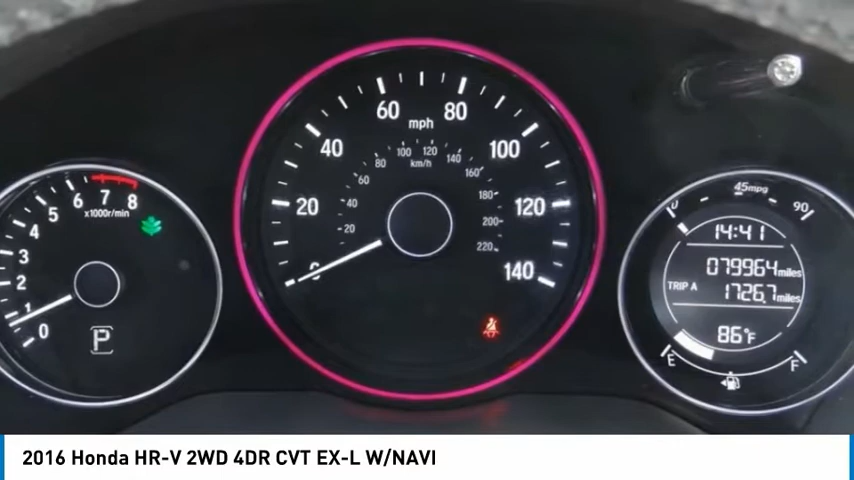 0
1
2
3
4
5
6
7
8
x1000r/min
P
0
20
40
60
80
100
120
140
mph
20
40
60
80
100
120
140
160
180
200
220
km/h
0 45mpg 90
14:41
079964 miles
TRIP A 1726.7 miles
86°F
E F
2016 Honda HR-V 2WD 4DR CVT EX-L W/NAVI